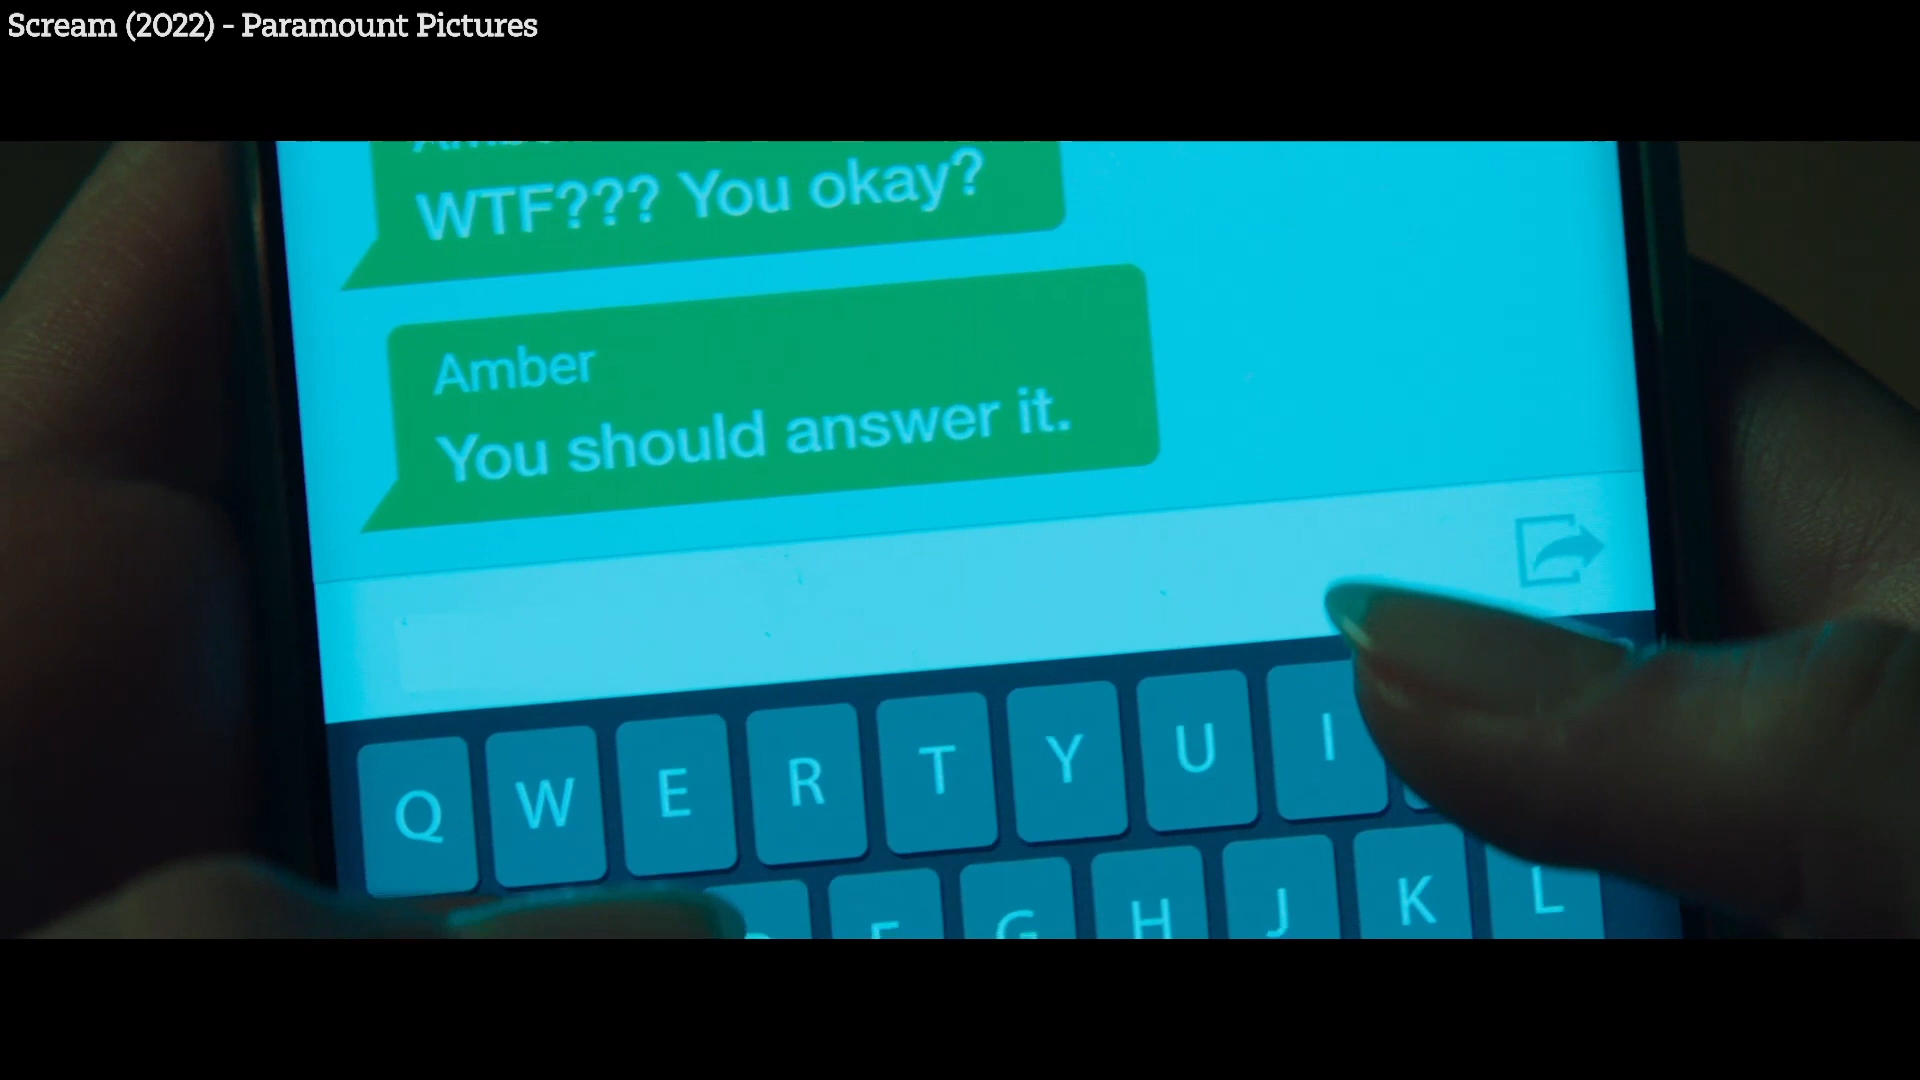 Scream (2022) - Paramount Pictures
WTF??? You okay?
Amber
You should answer it.
Q W E R T Y U I
G H J K L